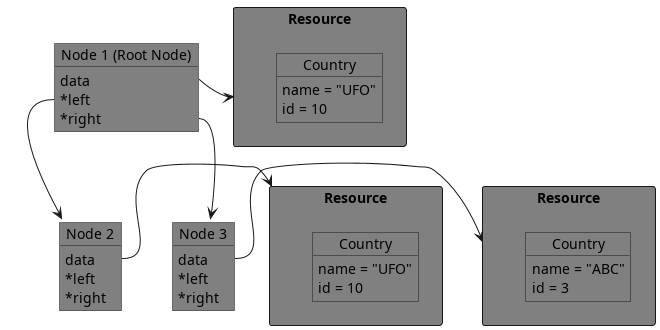 Node 1 (Root Node)
data
*left
*right
Resource
Country
name = "UFO"
id = 10
Node 2
data
*left
*right
Node 3
data
*left
*right
Resource
Country
name = "UFO"
id = 10
Resource
Country
name = "ABC"
id = 3